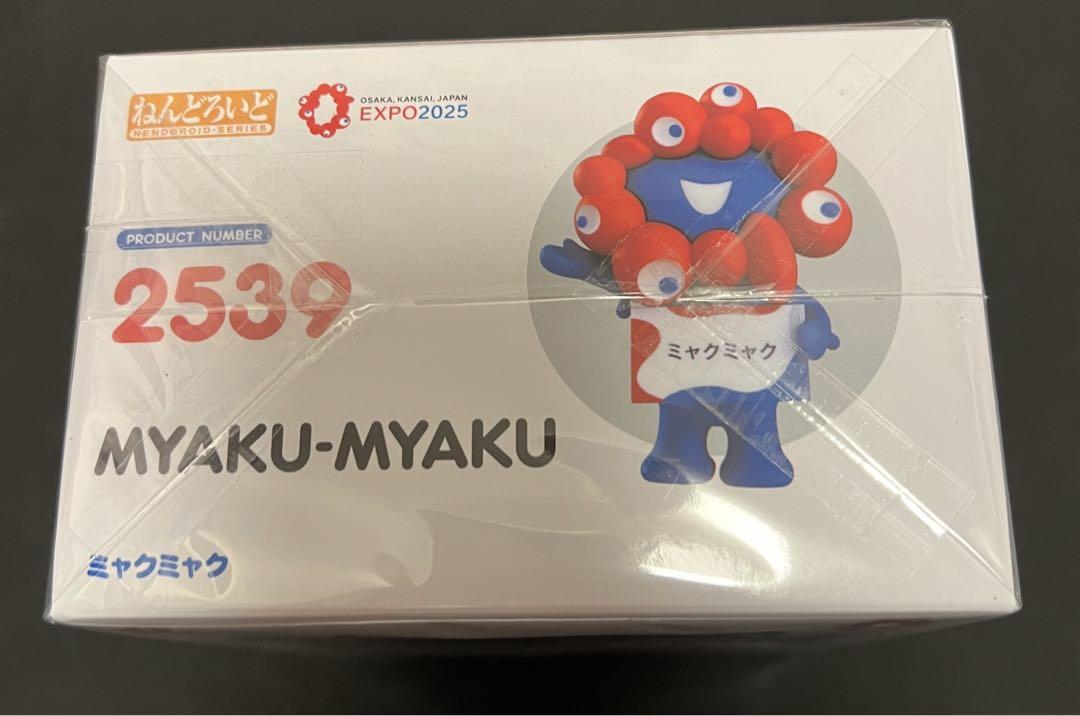 ねんどろいど
NENDOROID-SERIES
OSAKA, KANSAI, JAPAN
EXPO2025
PRODUCT NUMBER
2539
MYAKU-MYAKU
ミャクミャク
ミャクミャク